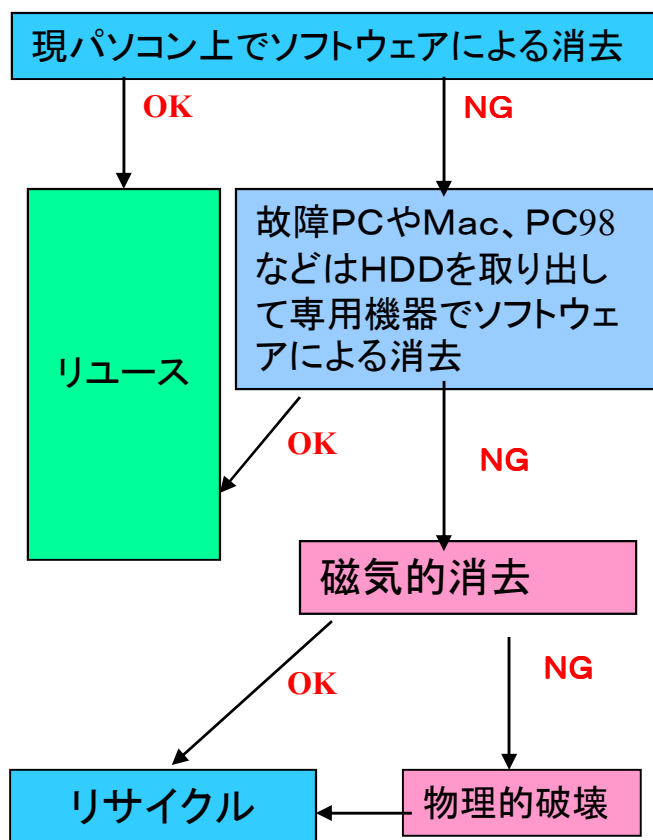 現パソコン上でソフトウェアによる消去
OK
NG
故障PCやMac、PC98
などはHDDを取り出し
て専用機器でソフトウェ
アによる消去
リユース
OK
NG
磁気的消去
OK
NG
リサイクル
物理的破壊